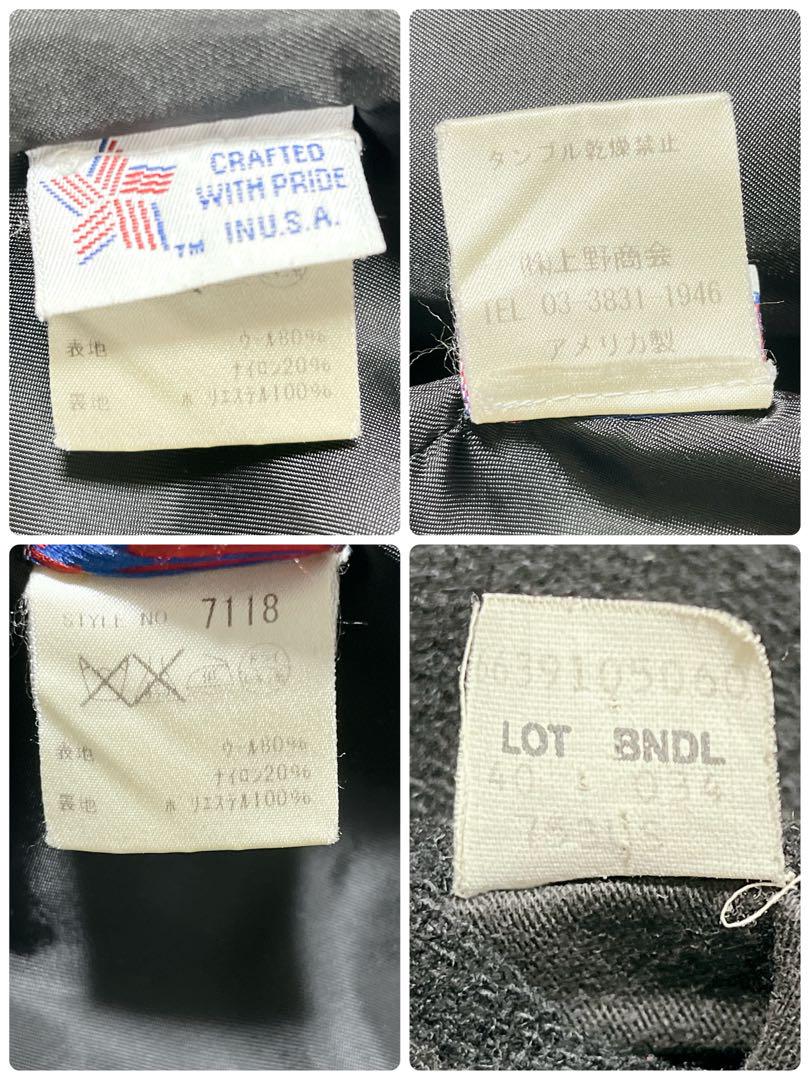 CRAFTED
WITH PRIDE
IN U.S.A.
TM
表地 ウール80%
ナイロン20%
裏地 ポリエステル100%
タンブル乾燥禁止
㈱上野商会
TEL 03-3831-1946
アメリカ製
STYLE NO 7118
表地 ウール80%
ナイロン20%
裏地 ポリエステル100%
639105060
LOT BNDL
40 034